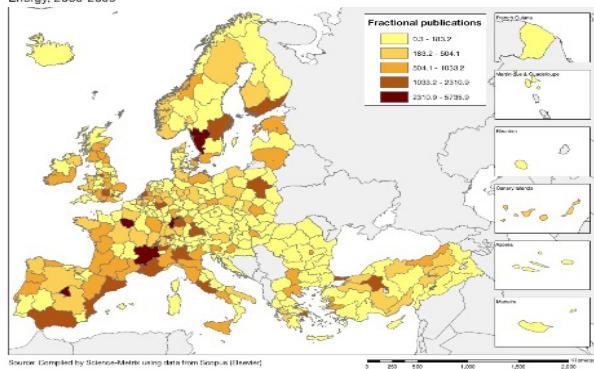 Energy, 2000-2009
Fractional publications
0.3 - 183.2
183.2 - 504.1
504.1 - 1033.2
1033.2 - 2310.9
2310.9 - 5735.9
French Guiana
Martinique & Guadeloupe
Réunion
Canary Islands
Azores
Madeira
Source: Compiled by Science-Metrix using data from Scopus (Elsevier)
Kilometers
0 250 500 1,000 1,500 2,000